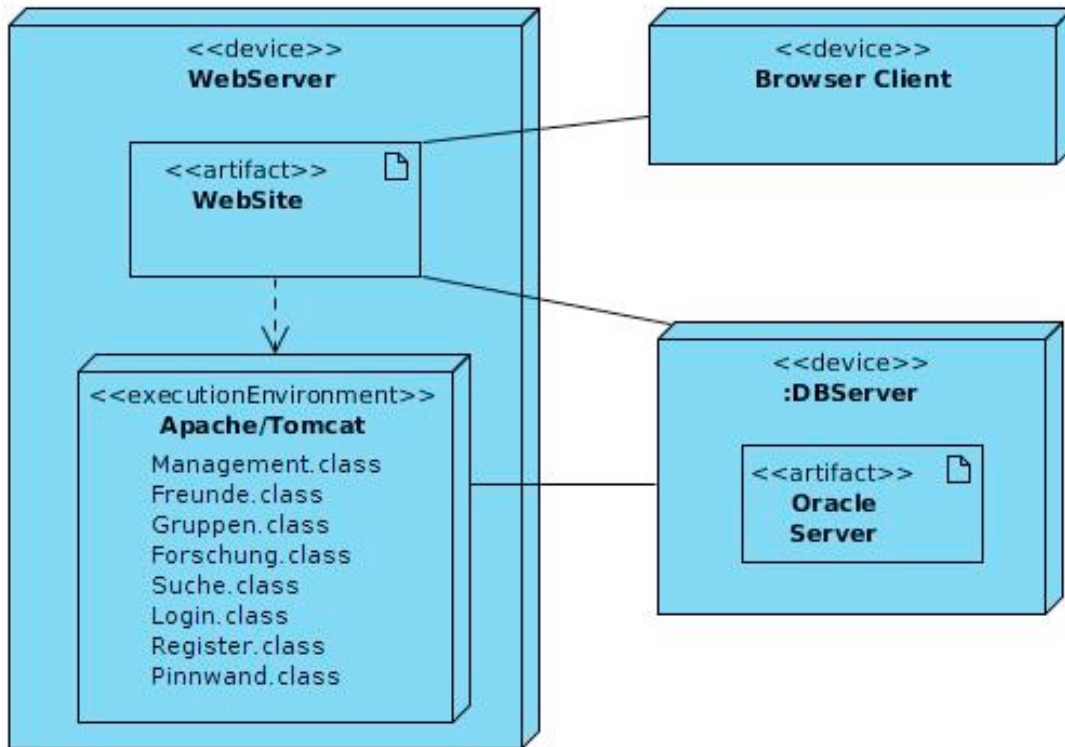 <<device>>
WebServer
<<artifact>>
WebSite
<<executionEnvironment>>
Apache/Tomcat
Management.class
Freunde.class
Gruppen.class
Forschung.class
Suche.class
Login.class
Register.class
Pinnwand.class
<<device>>
Browser Client
<<device>>
:DBServer
<<artifact>>
Oracle
Server